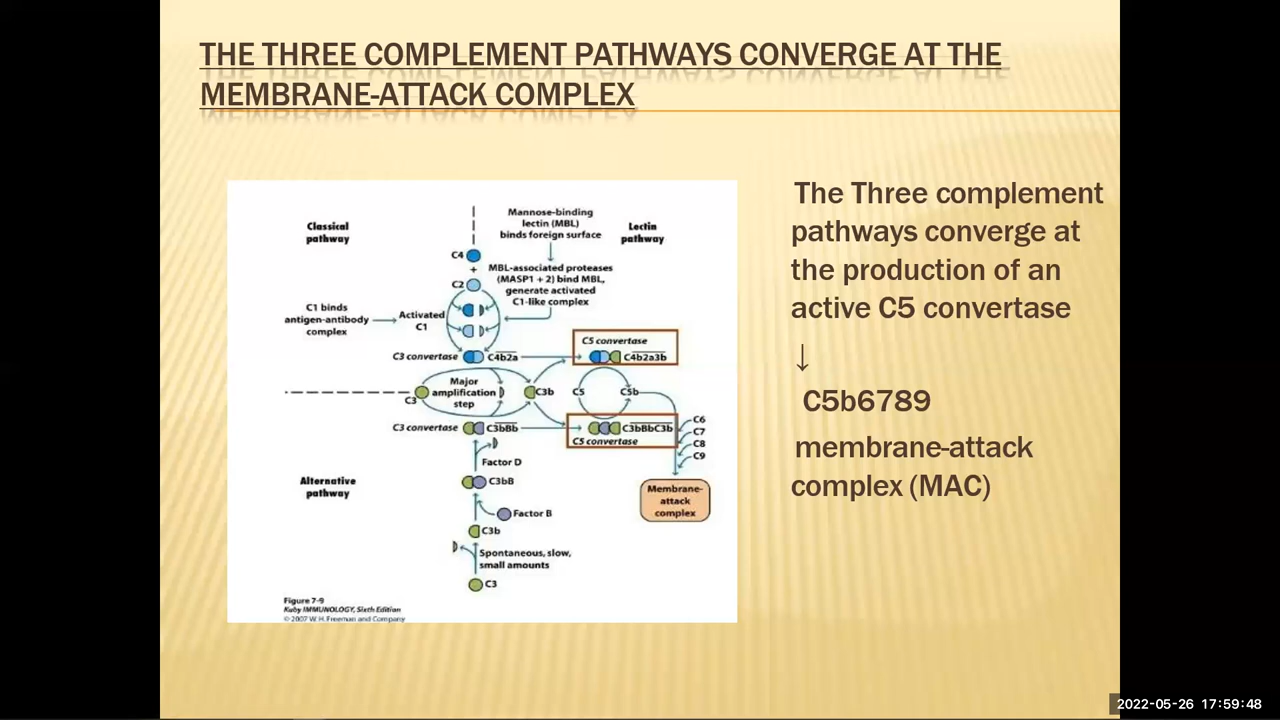 THE THREE COMPLEMENT PATHWAYS CONVERGE AT THE
MEMBRANE-ATTACK COMPLEX
Classical
pathway
Mannose-binding
lectin (MBL)
binds foreign surface
Lectin
pathway
C4
+
C2
MBL-associated proteases
(MASP1 + 2) bind MBL,
generate activated
C1-like complex
C1 binds
antigen-antibody
complex
Activated
C1
C3 convertase
C4b2a
C5 convertase
C4b2a3b
C3
Major
amplification
step
C3b
C5
C5b
C3 convertase
C3bBb
C3bBbC3b
C5 convertase
C6
C7
C8
C9
Factor D
Alternative
pathway
C3bB
Membrane-
attack
complex
Factor B
C3b
Spontaneous, slow,
small amounts
C3
Figure 7-9
Kuby IMMUNOLOGY, Sixth Edition
© 2007 W.H. Freeman and Company
The Three complement
pathways converge at
the production of an
active C5 convertase
↓
C5b6789
membrane-attack
complex (MAC)
2022-05-26 17:59:48